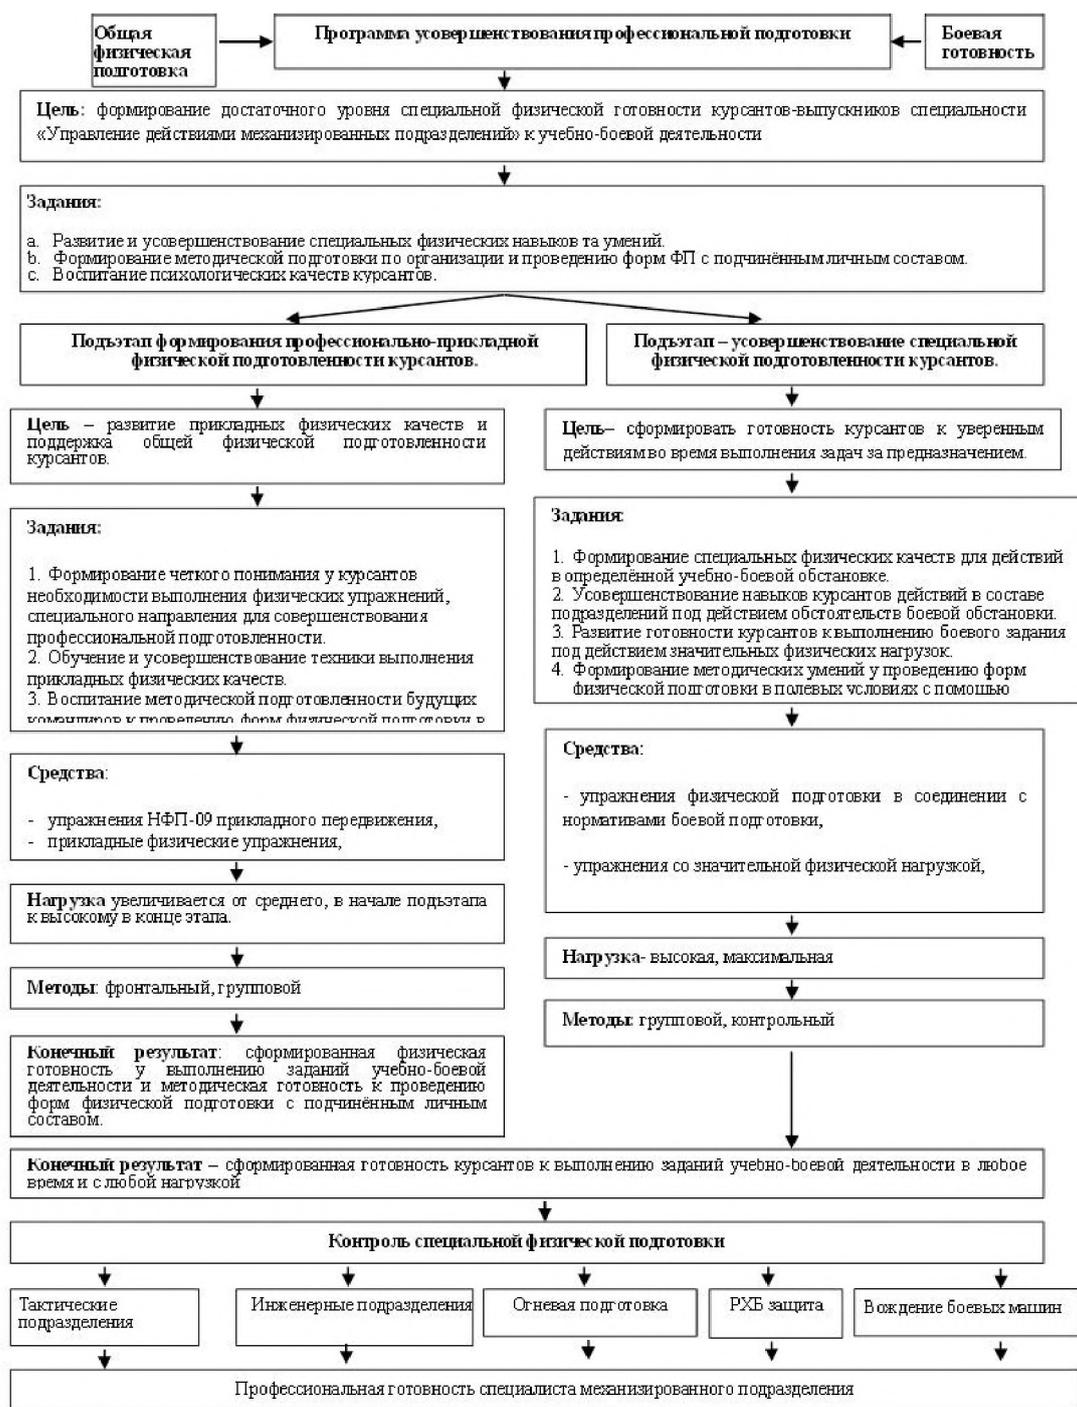 Общая
физическая
подготовка
Программа усовершенствования профессиональной подготовки
Боевая
готовность
Цель: формирование достаточного уровня специальной физической готовности курсантов-выпускников специальности
«Управление действиями механизированных подразделений» к учебно-боевой деятельности
Задания:
a. Развитие и усовершенствование специальных физических навыков та умений.
b. Формирование методической подготовки по организации и проведению форм ФП с подчинённым личным составом.
c. Воспитание психологических качеств курсантов.
Подъэтап формирования профессионально-прикладной
физической подготовленности курсантов.
Цель – развитие прикладных физических качеств и
поддержка общей физической подготовленности
курсантов.
Задания:
1. Формирование четкого понимания у курсантов
необходимости выполнения физических упражнений,
специального направления для совершенствования
профессиональной подготовленности.
2. Обучение и усовершенствование техники выполнения
прикладных физических качеств.
3. Воспитание методической подготовленности будущих
командиров к проведению форм физической подготовки в
Средства:
- упражнения НФП-09 прикладного передвижения,
- прикладные физические упражнения,
Нагрузка увеличивается от среднего, в начале подъэтапа
к высокому в конце этапа.
Методы: фронтальный, групповой
Конечный результат: сформированная физическая
готовность у выполнению заданий учебно-боевой
деятельности и методическая готовность к проведению
форм физической подготовки с подчинённым личным
составом.
Подъэтап – усовершенствование специальной
физической подготовленности курсантов.
Цель– сформировать готовность курсантов к уверенным
действиям во время выполнения задач за предназначением.
Задания:
1. Формирование специальных физических качеств для действий
в определённой учебно-боевой обстановке.
2. Усовершенствование навыков курсантов действий в составе
подразделений под действием обстоятельств боевой обстановки.
3. Развитие готовности курсантов к выполнению боевого задания
под действием значительных физических нагрузок.
4. Формирование методических умений у проведению форм
физической подготовки в полевых условиях с помощью
Средства:
- упражнения физической подготовки в соединении с
нормативами боевой подготовки,
- упражнения со значительной физической нагрузкой,
Нагрузка- высокая, максимальная
Методы: групповой, контрольный
Конечный результат – сформированная готовность курсантов к выполнению заданий учебно-боевой деятельности в любое
время и с любой нагрузкой
Контроль специальной физической подготовки
Тактические
подразделения
Инженерные подразделения
Огневая подготовка
РХБ защита
Вождение боевых машин
Профессиональная готовность специалиста механизированного подразделения